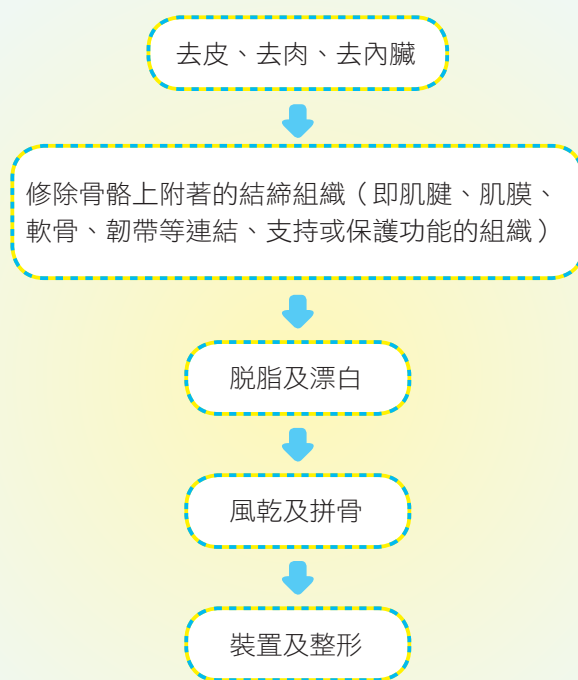 去皮、去肉、去內臟
修除骨骼上附著的結締組織（即肌腱、肌膜、
軟骨、韌帶等連結、支持或保護功能的組織）
脫脂及漂白
風乾及拼骨
裝置及整形